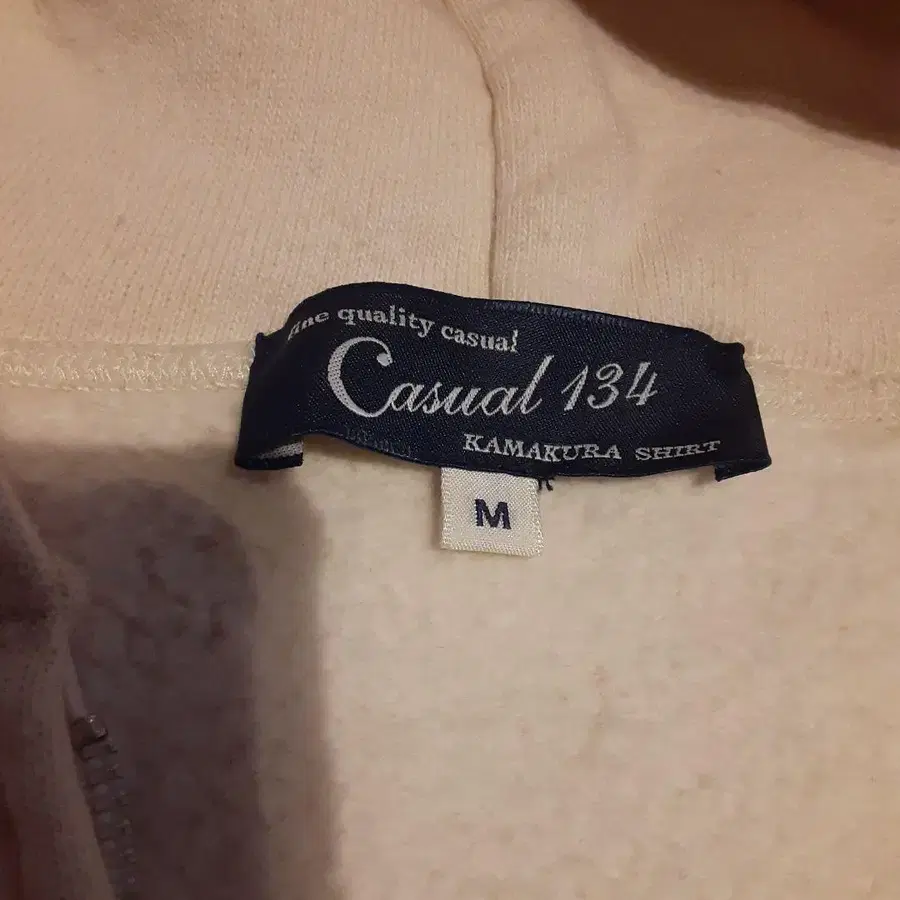 fine quality casual
Casual 134
KAMAKURA SHIRT
M